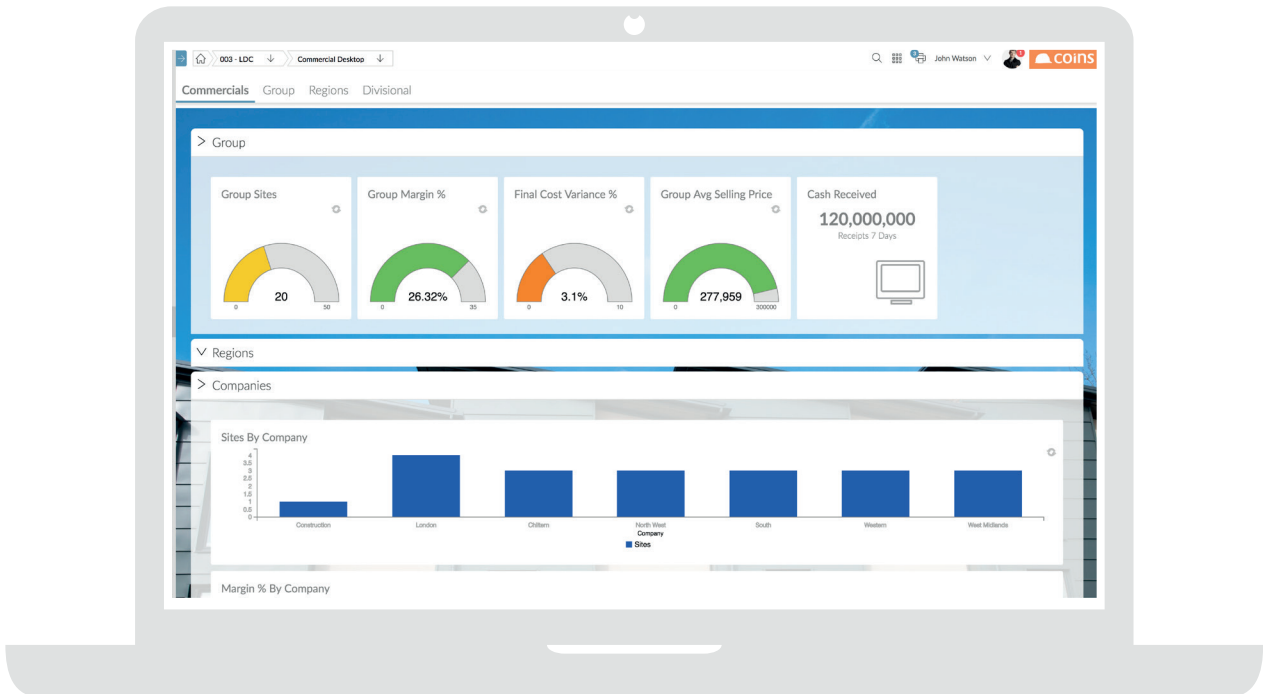 003 - LDC
Commercial Desktop
3
John Watson
1
coins
Commercials Group Regions Divisional
Group
Group Sites
20
0 50
Group Margin %
26.32%
0 35
Final Cost Variance %
3.1%
0 10
Group Avg Selling Price
277,959
0 300000
Cash Received
120,000,000
Receipts 7 Days
Regions
Companies
Sites By Company
4
3.5
3
2.5
2
1.5
1
0.5
0
Construction London Chiltern North West South Western West Midlands
Company
Sites
Margin % By Company